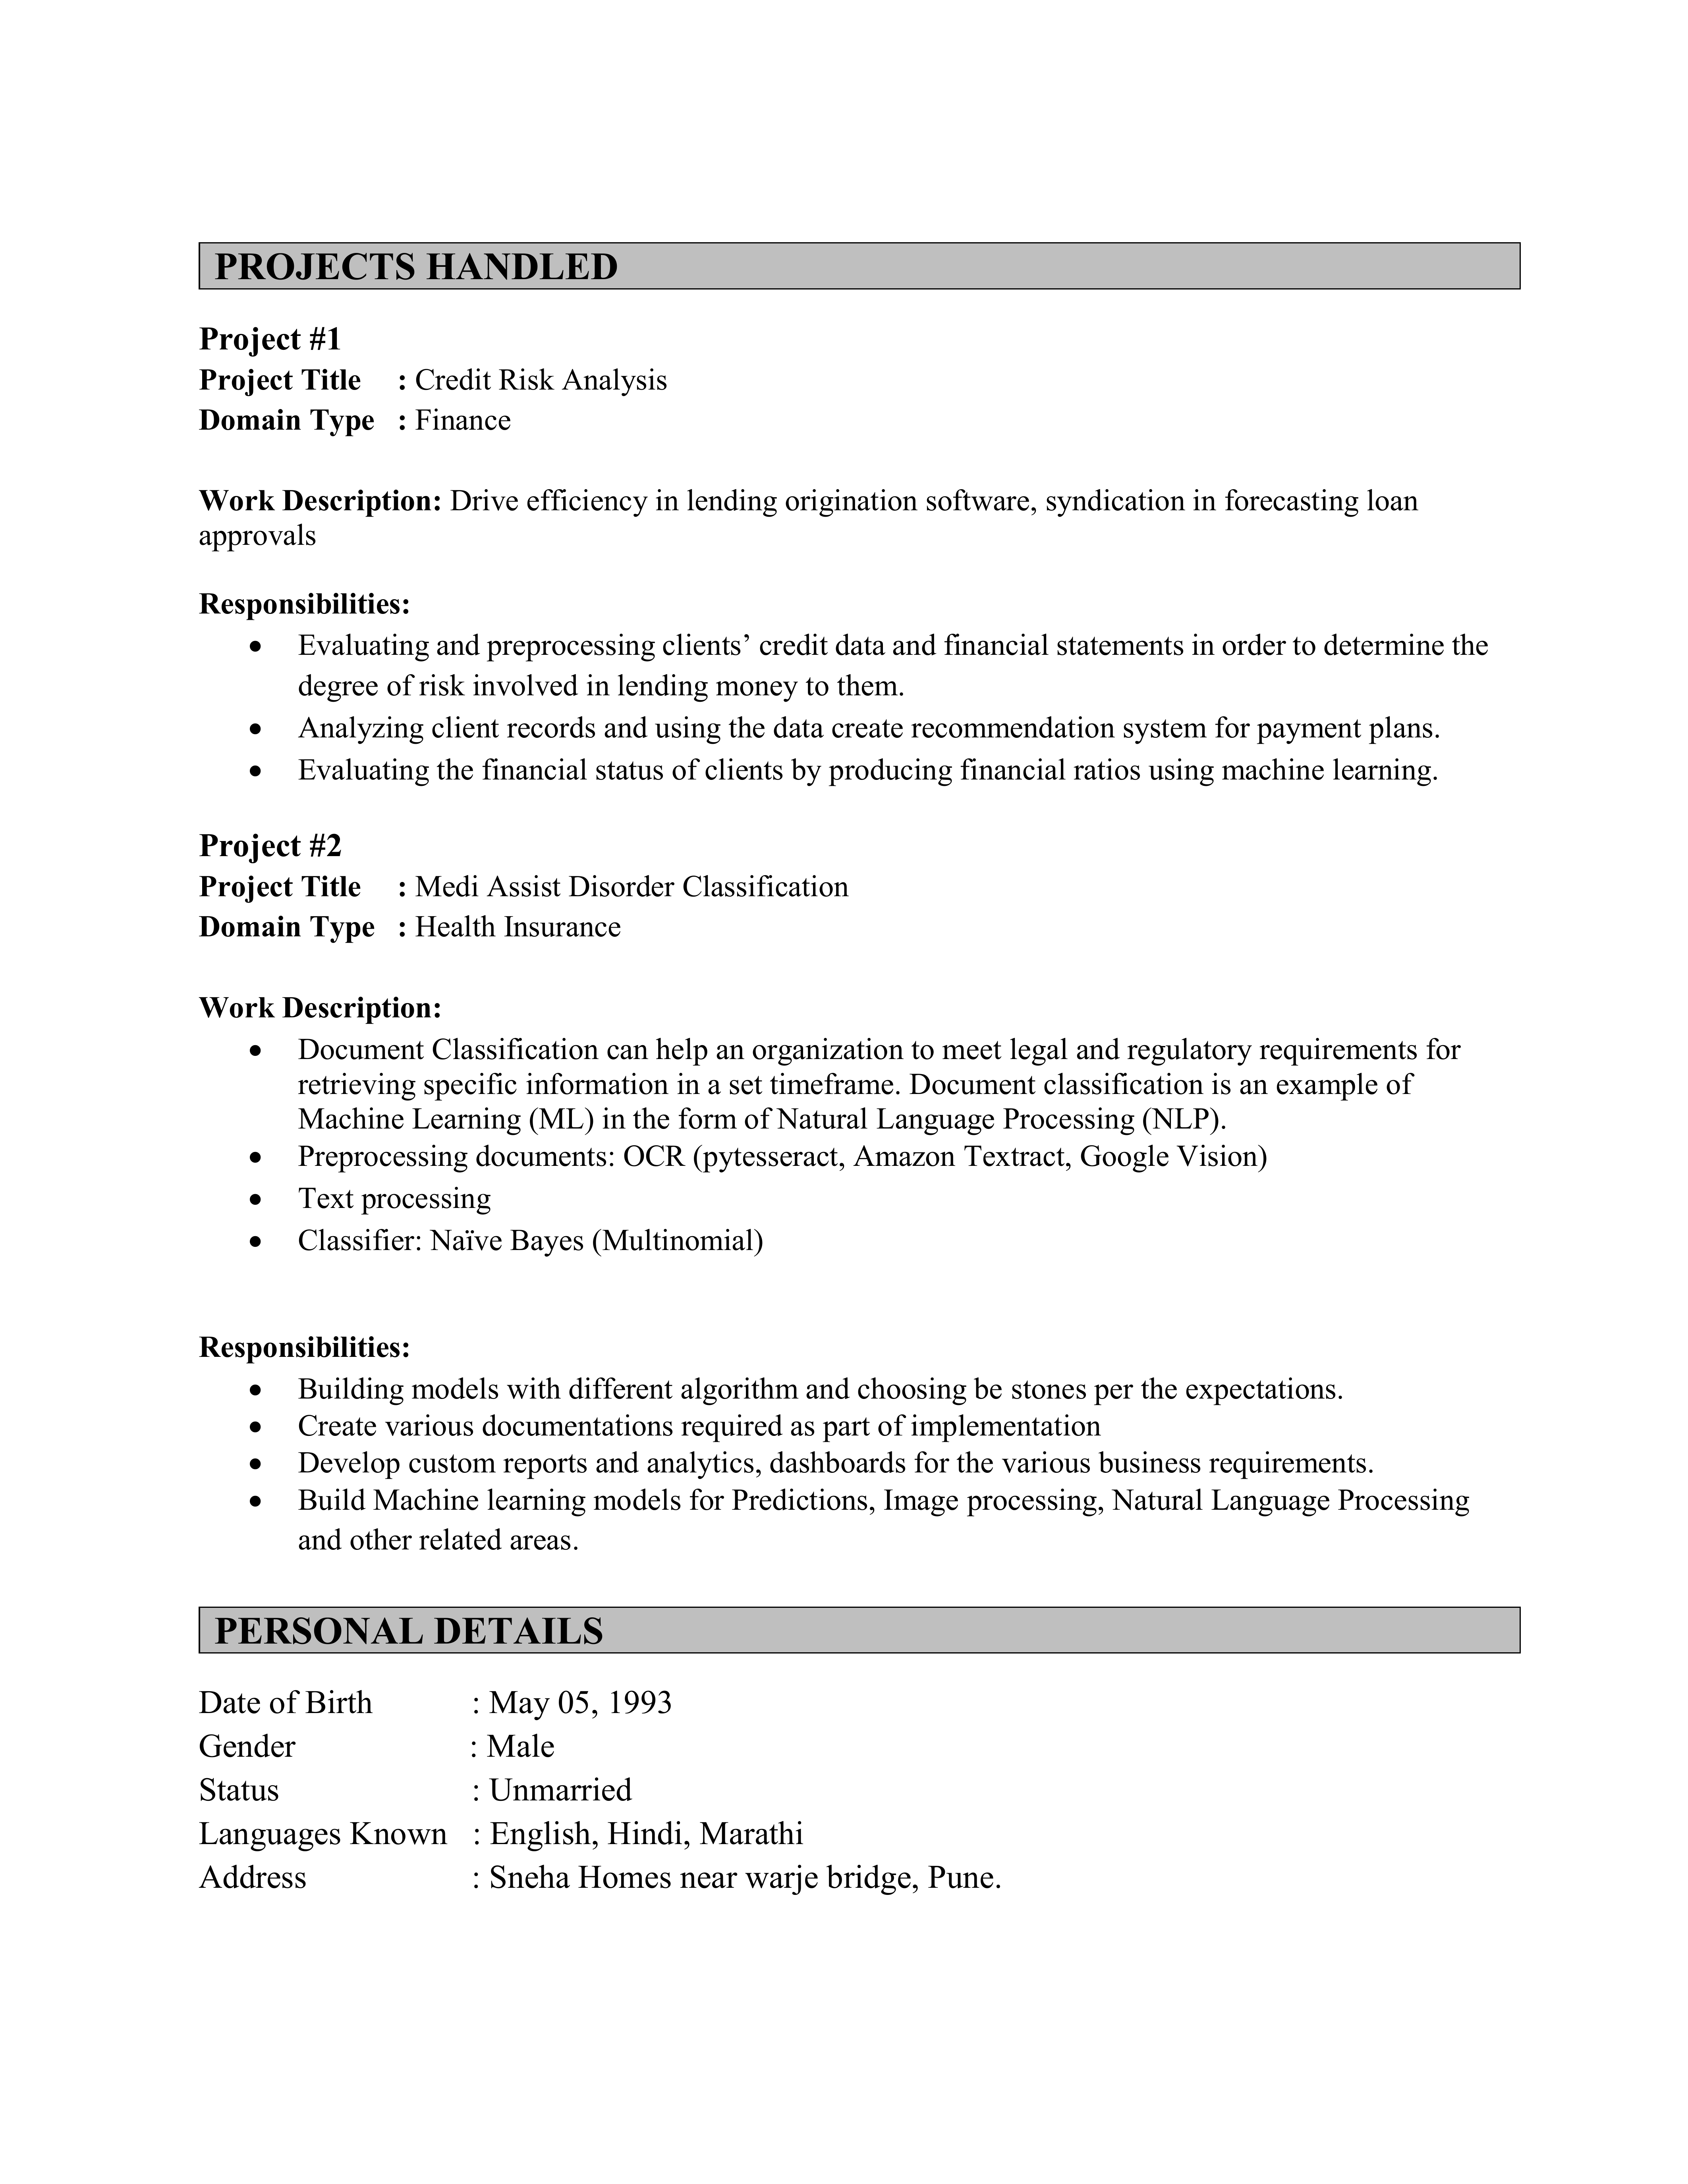 PROJECTS HANDLED
Project #1
Project Title : Credit Risk Analysis
Domain Type : Finance
Work Description: Drive efficiency in lending origination software, syndication in forecasting loan
approvals
Responsibilities:
• Evaluating and preprocessing clients’ credit data and financial statements in order to determine the
degree of risk involved in lending money to them.
• Analyzing client records and using the data create recommendation system for payment plans.
• Evaluating the financial status of clients by producing financial ratios using machine learning.
Project #2
Project Title : Medi Assist Disorder Classification
Domain Type : Health Insurance
Work Description:
• Document Classification can help an organization to meet legal and regulatory requirements for
retrieving specific information in a set timeframe. Document classification is an example of
Machine Learning (ML) in the form of Natural Language Processing (NLP).
• Preprocessing documents: OCR (pytesseract, Amazon Textract, Google Vision)
• Text processing
• Classifier: Naïve Bayes (Multinomial)
Responsibilities:
• Building models with different algorithm and choosing be stones per the expectations.
• Create various documentations required as part of implementation
• Develop custom reports and analytics, dashboards for the various business requirements.
• Build Machine learning models for Predictions, Image processing, Natural Language Processing
and other related areas.
PERSONAL DETAILS
Date of Birth : May 05, 1993
Gender : Male
Status : Unmarried
Languages Known : English, Hindi, Marathi
Address : Sneha Homes near warje bridge, Pune.